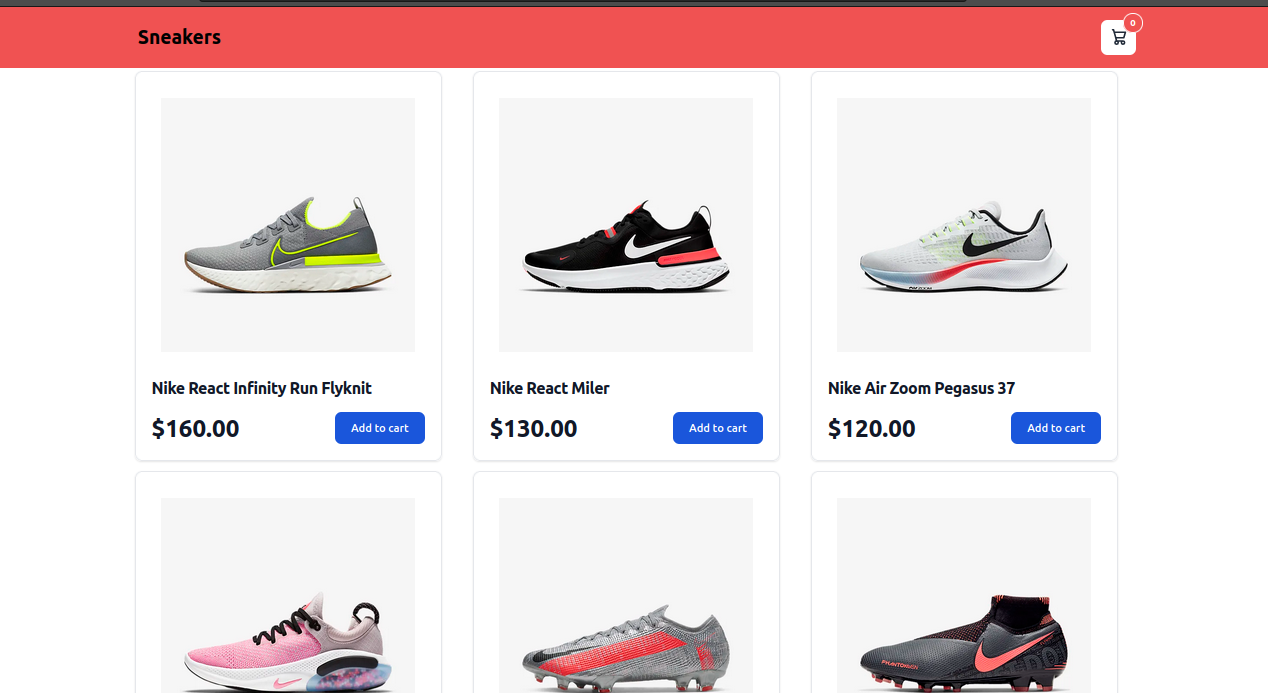 Sneakers
0
Nike React Infinity Run Flyknit
$160.00
Add to cart
Nike React Miler
$130.00
Add to cart
Nike Air Zoom Pegasus 37
$120.00
Add to cart